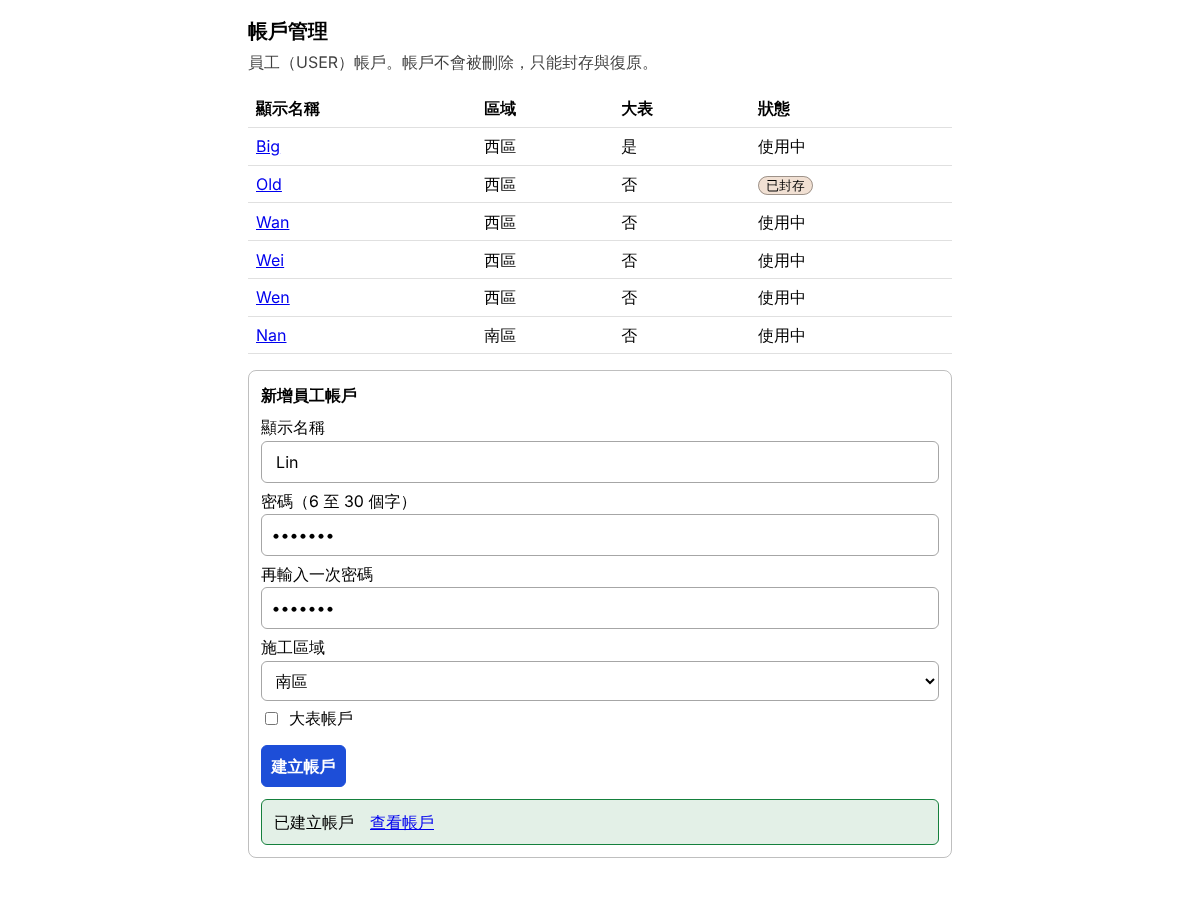 帳戶管理
員工（USER）帳戶。帳戶不會被刪除，只能封存與復原。
顯示名稱 區域 大表 狀態
Big 西區 是 使用中
Old 西區 否 已封存
Wan 西區 否 使用中
Wei 西區 否 使用中
Wen 西區 否 使用中
Nan 南區 否 使用中
新增員工帳戶
顯示名稱
Lin
密碼（6 至 30 個字）
•••••••
再輸入一次密碼
•••••••
施工區域
南區
大表帳戶
建立帳戶
已建立帳戶 查看帳戶